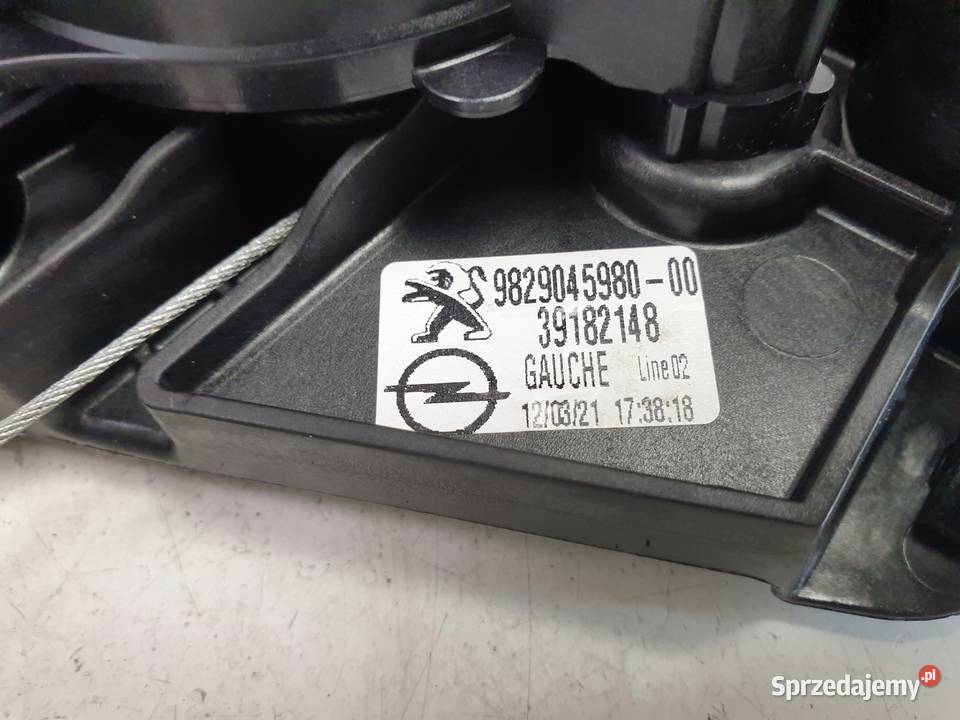 9829045980-00
39182148
GAUCHE Line02
12/03/21 17:38:18
Sprzedajemy.pl